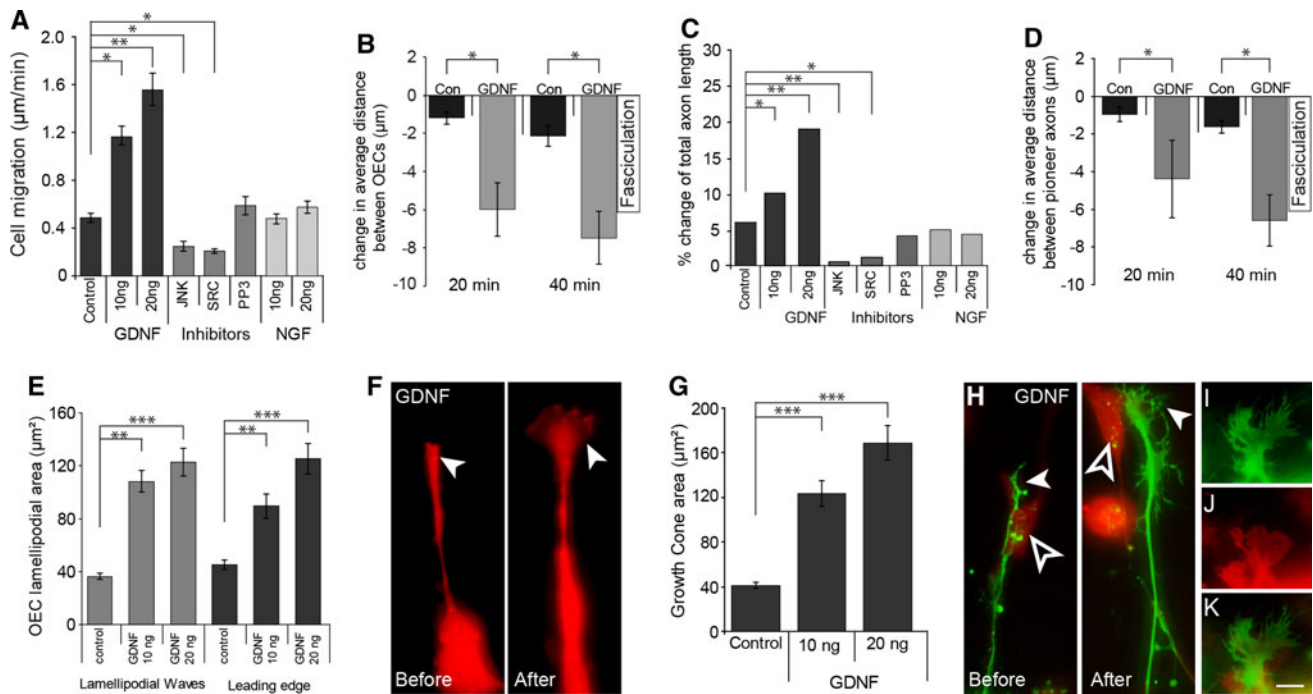 A
Cell migration (µm/min)
2.0
1.6
1.2
0.8
0.4
0
*
*
**
*
Control
10ng
20ng
JNK
SRC
PP3
10ng
20ng
GDNF
Inhibitors
NGF
B
change in average distance
between OECs (µm)
0
-2
-4
-6
-8
-10
*
*
Con
GDNF
Con
GDNF
Fasciculation
20 min
40 min
C
% change of total axon length
30
25
20
15
10
5
0
*
**
**
*
Control
10ng
20ng
JNK
SRC
PP3
10ng
20ng
GDNF
Inhibitors
NGF
D
change in average distance
between pioneer axons (µm)
0
-2
-4
-6
-8
-10
*
*
Con
GDNF
Con
GDNF
Fasciculation
20 min
40 min
E
OEC lamellipodial area (µm²)
160
120
80
40
0
***
**
***
**
control
GDNF
10 ng
GDNF
20 ng
control
GDNF
10 ng
GDNF
20 ng
Lamellipodial Waves
Leading edge
F
GDNF
Before
After
G
Growth Cone area (µm²)
200
160
120
80
40
0
***
***
Control
10 ng
20 ng
GDNF
H
GDNF
Before
After
I
J
K